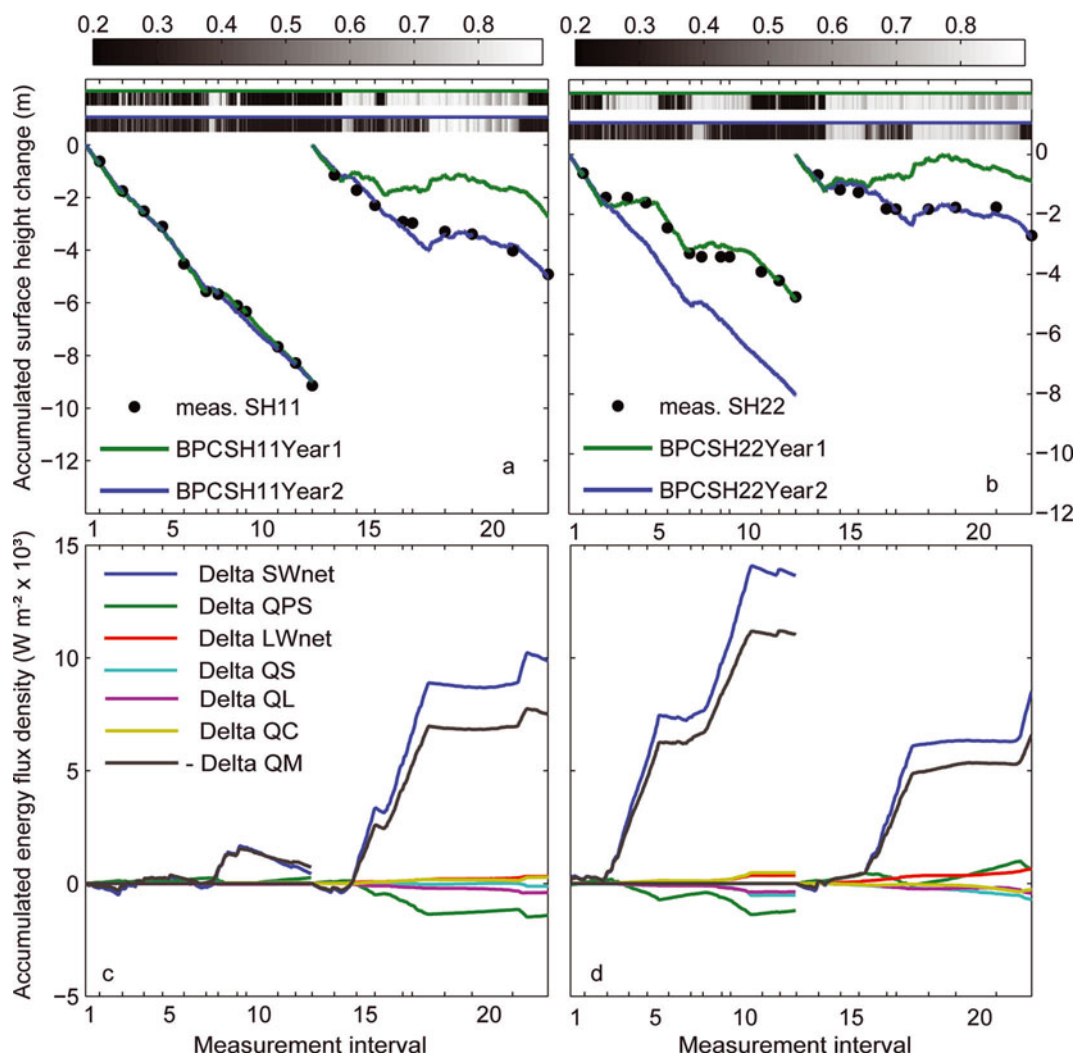 0.2 0.4 0.6 0.8 0.2 0.4 0.6 0.8
0.3 0.5 0.7 0.3 0.5 0.7
Accumulated surface height change (m)
0
−2
−4
−6
−8
−10
−12
meas. SH11
BPCSH11Year1
BPCSH11Year2
a
1 5 10 15 20
0
−2
−4
−6
−8
−10
−12
meas. SH22
BPCSH22Year1
BPCSH22Year2
b
1 5 10 15 20
Accumulated energy flux density (W m⁻² x 10³)
15
10
5
0
−5
Delta SWnet
Delta QPS
Delta LWnet
Delta QS
Delta QL
Delta QC
- Delta QM
c
1 5 10 15 20
Measurement interval
d
1 5 10 15 20
Measurement interval